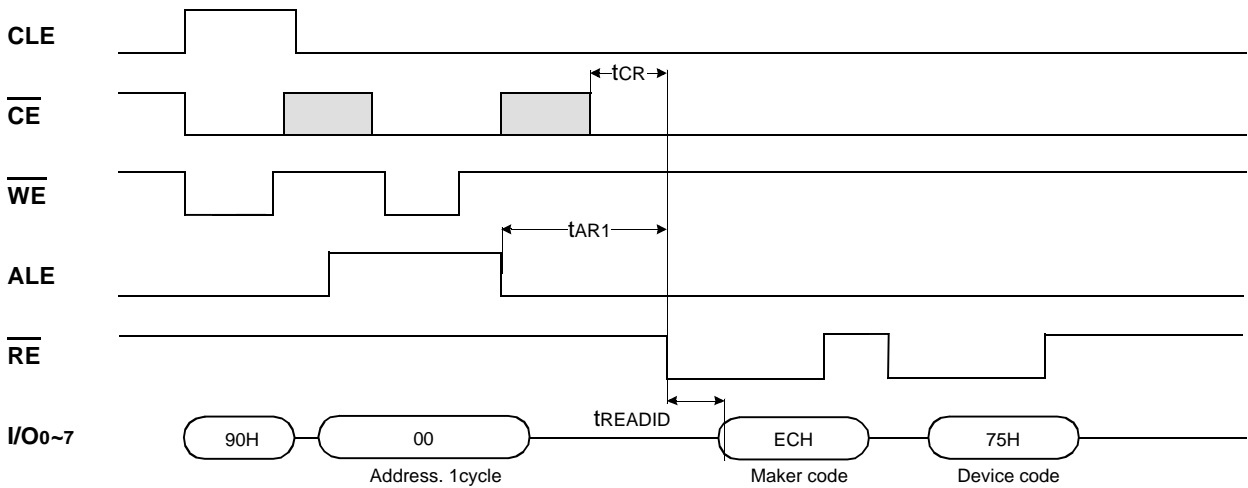 CLE
tCR
CE
WE
tAR1
ALE
RE
I/O0~7
90H
00
tREADID
ECH
75H
Address. 1cycle
Maker code
Device code